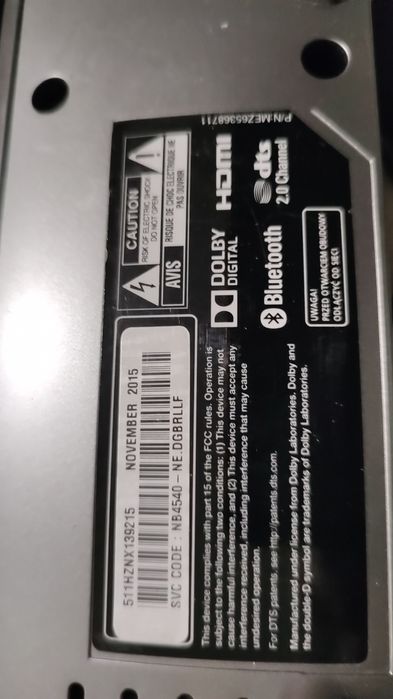 511HZNX139215 NOVEMBER 2015
SVC CODE : NB4540-NE.DGBRLLF
CAUTION
RISK OF ELECTRIC SHOCK
DO NOT OPEN
AVIS
RISQUE DE CHOC ELECTRIQUE NE
PAS OUVRIR
DOLBY
DIGITAL
HDMI
Bluetooth
dts
2.0 Channel
UWAGA!
PRZED OTWARCIEM OBUDOWY
ODŁĄCZYĆ OD SIECI
P/N:MEZ65368711
This device complies with part 15 of the FCC rules. Operation is
subject to the following two conditions: (1) This device may not
cause harmful interference, and (2) This device must accept any
interference received, including interference that may cause
undesired operation.
For DTS patents, see http://patents.dts.com.
Manufactured under license from Dolby Laboratories. Dolby and
the double-D symbol are trademarks of Dolby Laboratories.